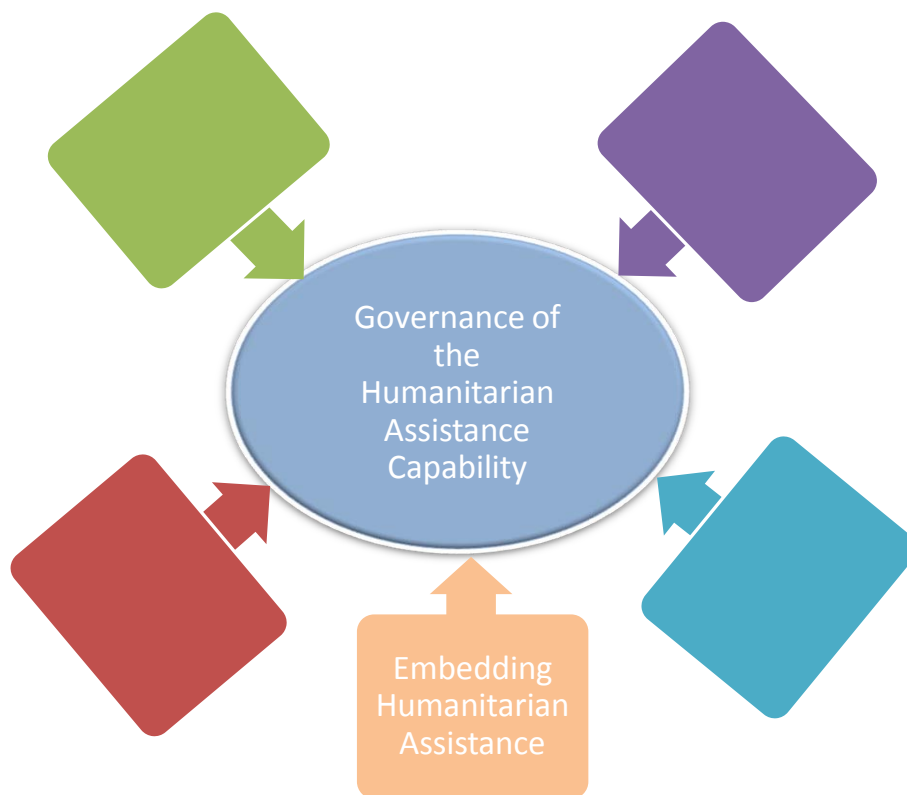 Governance of
the
Humanitarian
Assistance
Capability
Embedding
Humanitarian
Assistance